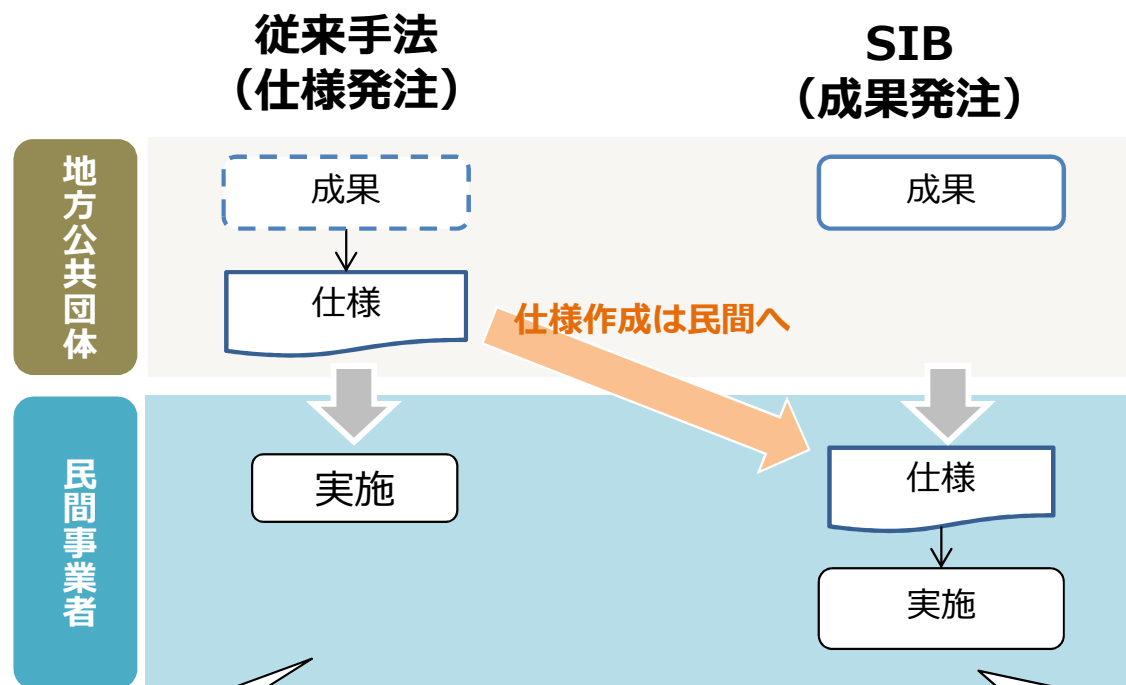 従来手法
（仕様発注）
SIB
（成果発注）
地方公共団体
成果
成果
仕様
仕様作成は民間へ
民間事業者
実施
仕様
実施